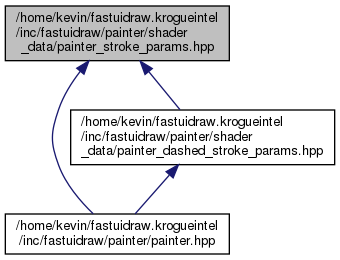 /home/kevin/fastuidraw.krogueintel
/inc/fastuidraw/painter/shader
_data/painter_stroke_params.hpp
/home/kevin/fastuidraw.krogueintel
/inc/fastuidraw/painter/shader
_data/painter_dashed_stroke_params.hpp
/home/kevin/fastuidraw.krogueintel
/inc/fastuidraw/painter/painter.hpp